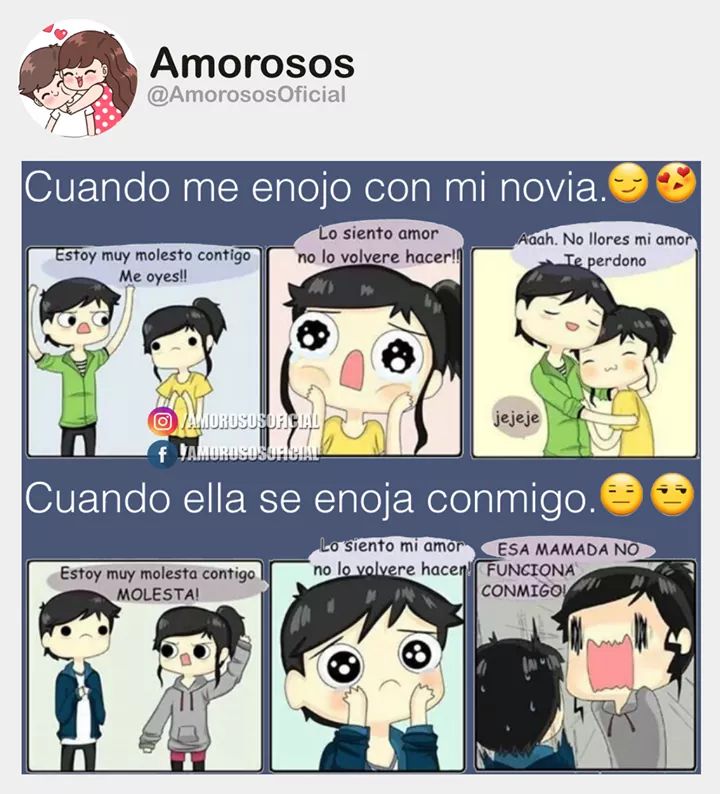 Amorosos
@AmorososOficial
Cuando me enojo con mi novia.
Estoy muy molesto contigo
Me oyes!!
Lo siento amor
no lo volvere hacer!!
Aaah. No llores mi amor
Te perdono
jejeje
/AMOROSOSOFICIAL
/AMOROSOSOFICIAL
Cuando ella se enoja conmigo.
Estoy muy molesta contigo
MOLESTA!
Lo siento mi amor
no lo volvere hacer!
ESA MAMADA NO
FUNCIONA
CONMIGO!